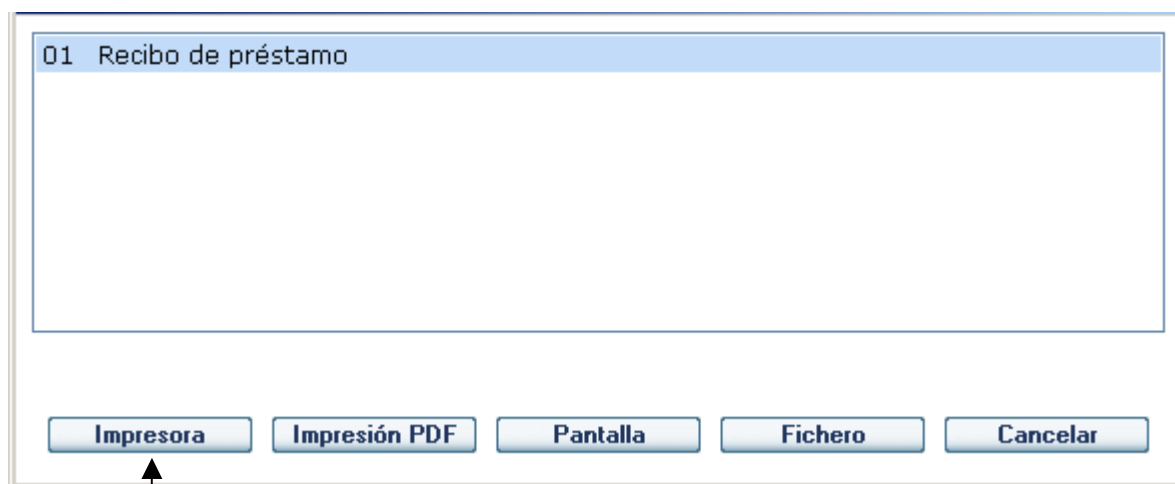 01 Recibo de préstamo
Impresora Impresión PDF Pantalla Fichero Cancelar